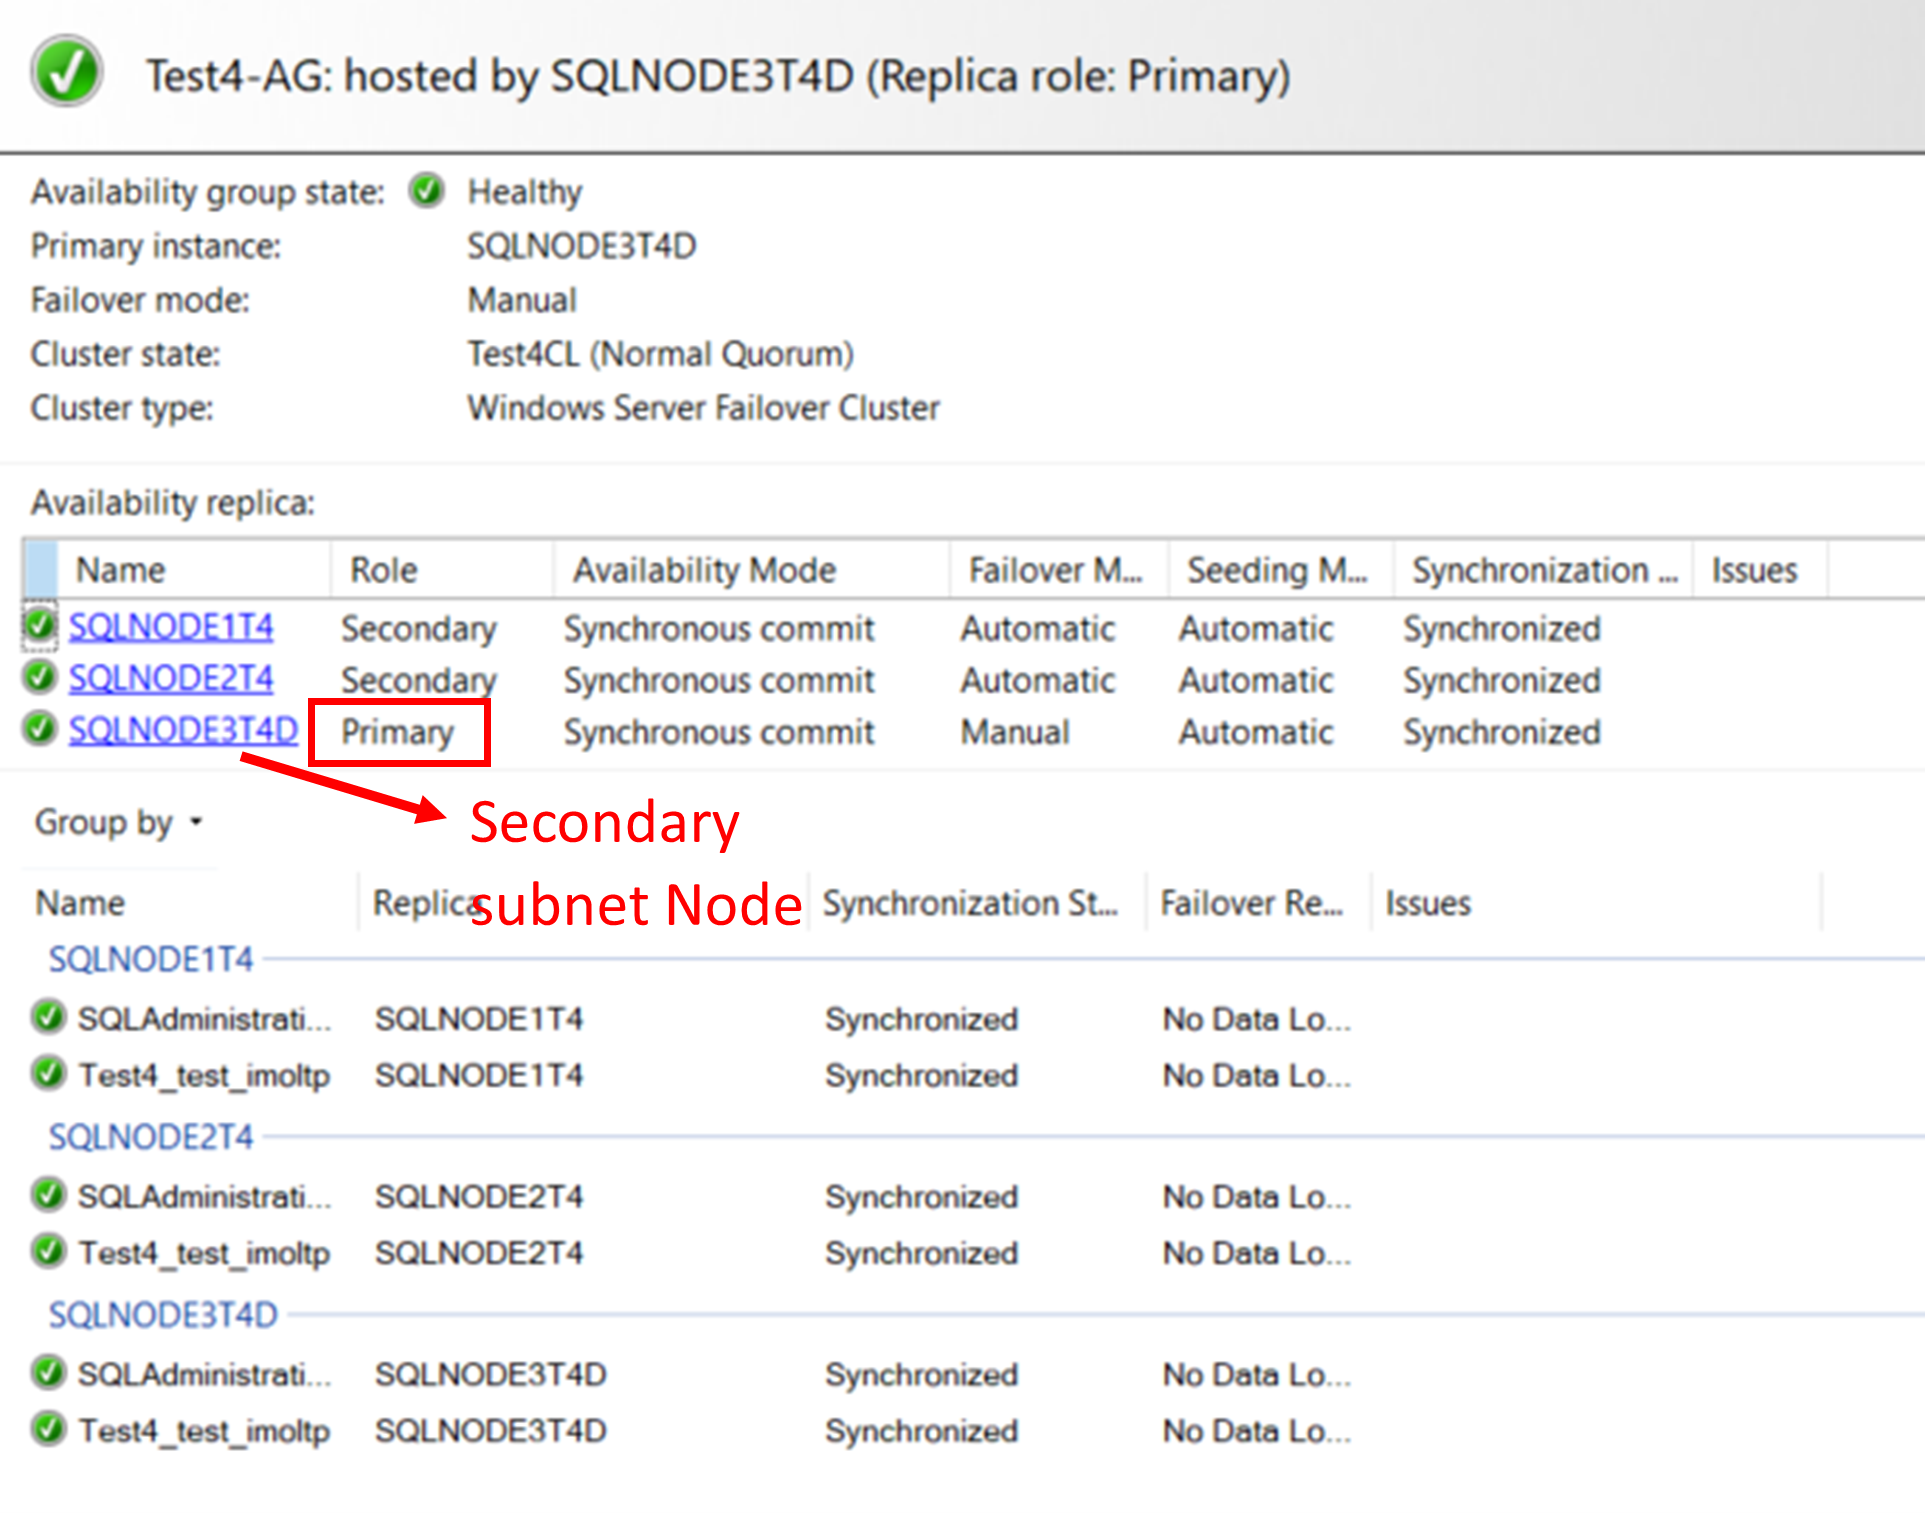 Test4-AG: hosted by SQLNODE3T4D (Replica role: Primary)
Availability group state: Healthy
Primary instance: SQLNODE3T4D
Failover mode: Manual
Cluster state: Test4CL (Normal Quorum)
Cluster type: Windows Server Failover Cluster
Availability replica:
Name Role Availability Mode Failover M... Seeding M... Synchronization ... Issues
SQLNODE1T4 Secondary Synchronous commit Automatic Automatic Synchronized
SQLNODE2T4 Secondary Synchronous commit Automatic Automatic Synchronized
SQLNODE3T4D Primary Synchronous commit Manual Automatic Synchronized
Group by
Secondary
subnet Node
Name Replica Synchronization St... Failover Re... Issues
SQLNODE1T4
SQLAdministrati... SQLNODE1T4 Synchronized No Data Lo...
Test4_test_imoltp SQLNODE1T4 Synchronized No Data Lo...
SQLNODE2T4
SQLAdministrati... SQLNODE2T4 Synchronized No Data Lo...
Test4_test_imoltp SQLNODE2T4 Synchronized No Data Lo...
SQLNODE3T4D
SQLAdministrati... SQLNODE3T4D Synchronized No Data Lo...
Test4_test_imoltp SQLNODE3T4D Synchronized No Data Lo...